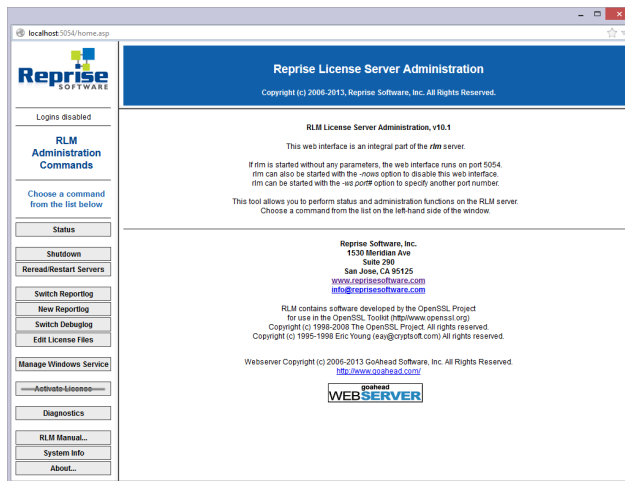 localhost:5054/home.asp
Reprise
SOFTWARE
Logins disabled
RLM
Administration
Commands
Choose a command
from the list below
Status
Shutdown
Reread/Restart Servers
Switch Reportlog
New Reportlog
Switch Debuglog
Edit License Files
Manage Windows Service
Activate License
Diagnostics
RLM Manual...
System Info
About...
Reprise License Server Administration
Copyright (c) 2006-2013, Reprise Software, Inc. All Rights Reserved.
RLM License Server Administration, v10.1
This web interface is an integral part of the rlm server.
If rlm is started without any parameters, the web interface runs on port 5054.
rlm can also be started with the -nows option to disable this web interface.
rlm can be started with the -ws port# option to specify another port number.
This tool allows you to perform status and administration functions on the RLM server.
Choose a command from the list on the left-hand side of the window.
Reprise Software, Inc.
1530 Meridian Ave
Suite 290
San Jose, CA 95125
www.reprisesoftware.com
info@reprisesoftware.com
RLM contains software developed by the OpenSSL Project
for use in the OpenSSL Toolkit (http//www.openssl.org)
Copyright (c) 1998-2008 The OpenSSL Project. All rights reserved.
Copyright (c) 1995-1998 Eric Young (eay@cryptsoft.com) All rights reserved.
Webserver Copyright (c) 2006-2013 GoAhead Software, Inc. All Rights Reserved.
http://www.goahead.com/
goahead
WEBSERVER